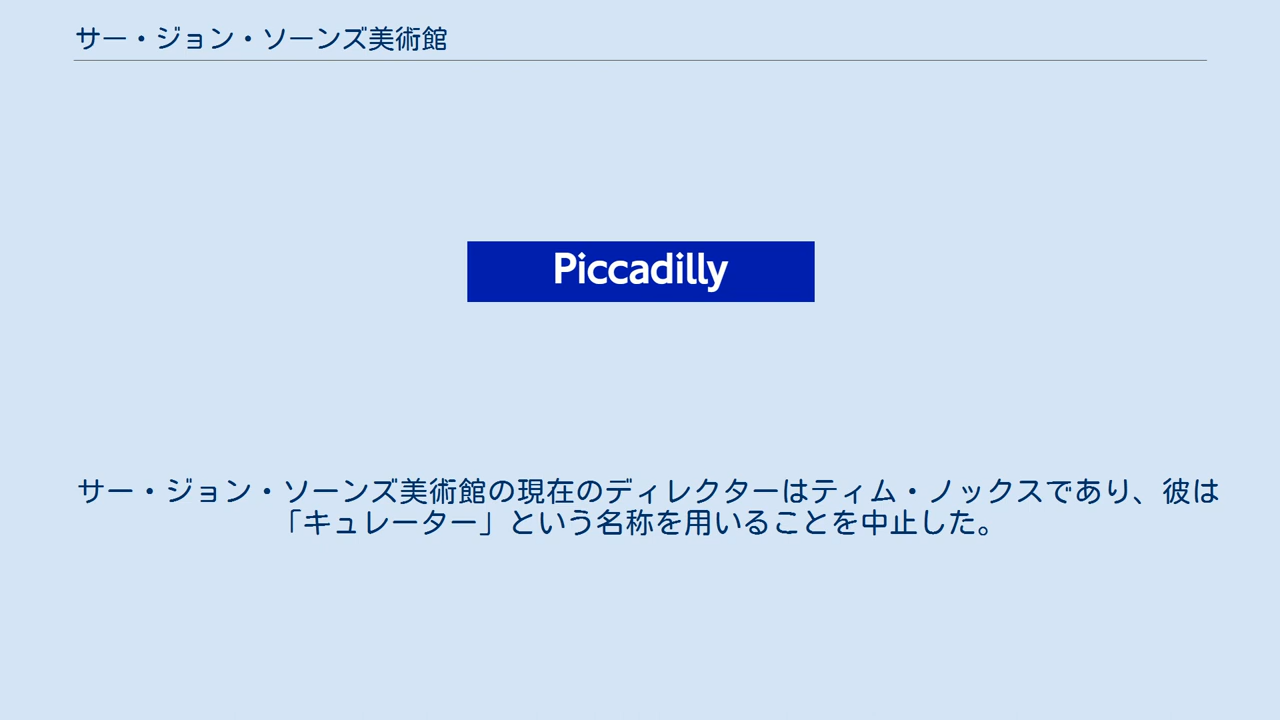 サー・ジョン・ソーンズ美術館
Piccadilly
サー・ジョン・ソーンズ美術館の現在のディレクターはティム・ノックスであり、彼は
「キュレーター」という名称を用いることを中止した。